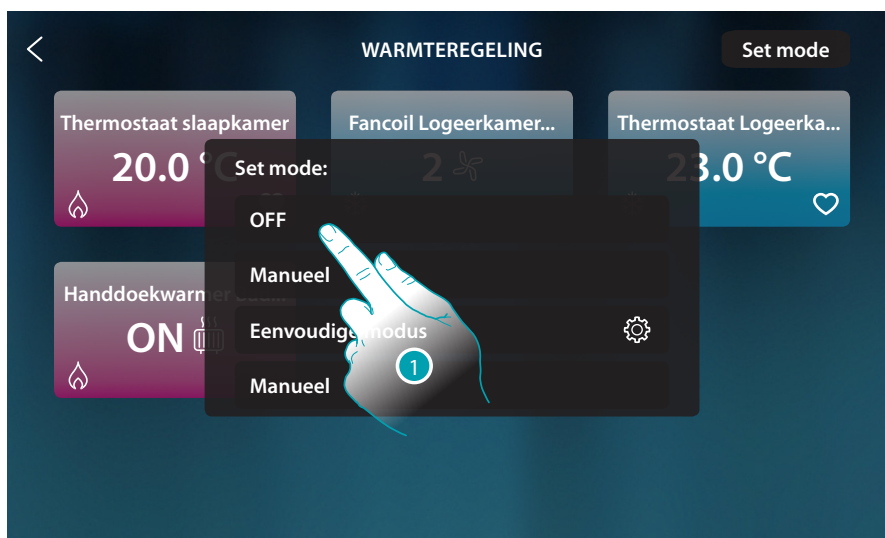 WARMTEREGELING
Set mode
Thermostaat slaapkamer
Fancoil Logeerkamer...
Thermostaat Logeerka...
20.0 °C
2
23.0 °C
Set mode:
OFF
Manueel
Handdoekwarmer
ON
Eenvoudige modus
1
Manueel